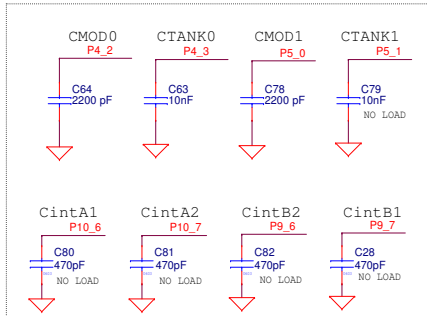 CMOD0 CTANK0 CMOD1 CTANK1
P4_2 P4_3 P5_0 P5_1
C64 C63 C78 C79
2200 pF 10nF 2200 pF 10nF
NO LOAD
CintA1 CintA2 CintB2 CintB1
P10_6 P10_7 P9_6 P9_7
C80 C81 C82 C28
470pF 470pF 470pF 470pF
NO LOAD NO LOAD NO LOAD NO LOAD